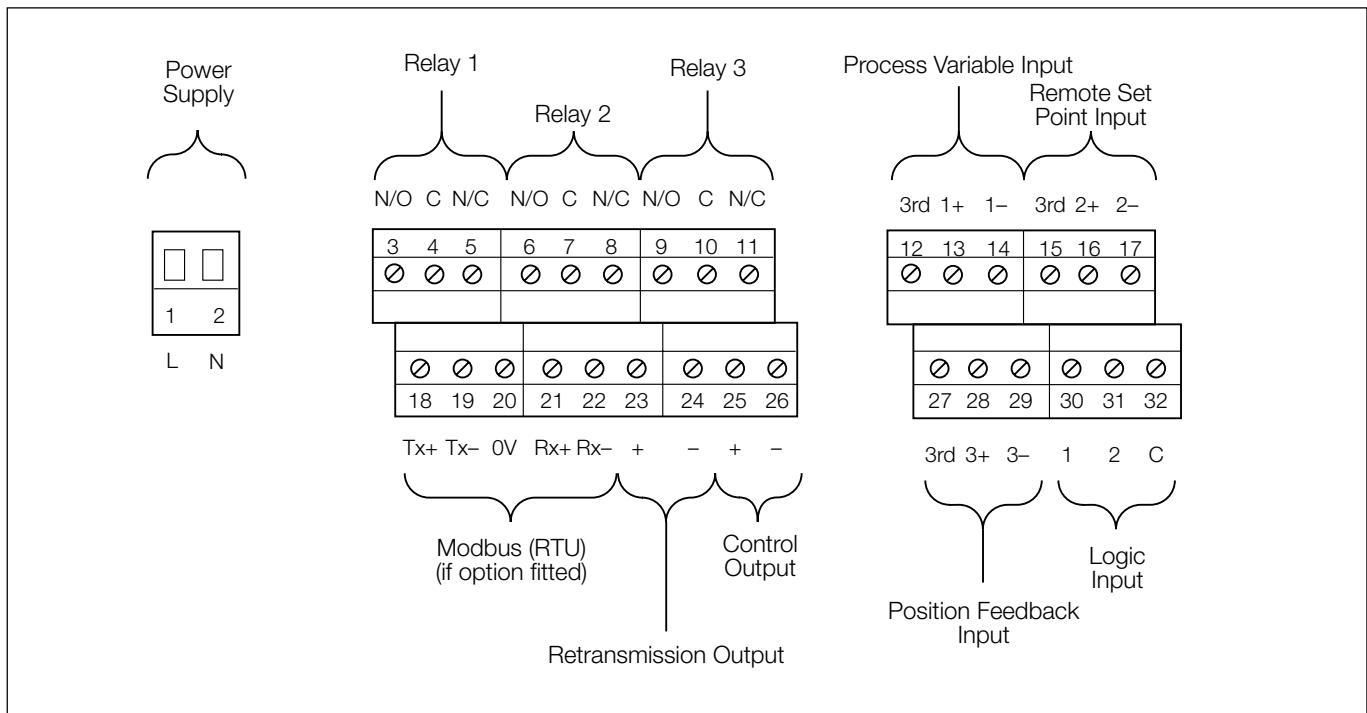 Power
Supply
Relay 1
Relay 2
Relay 3
Process Variable Input
Remote Set
Point Input
N/O C N/C N/O C N/C N/O C N/C
3rd 1+ 1– 3rd 2+ 2–
3 4 5 6 7 8 9 10 11
12 13 14 15 16 17
1 2
L N
18 19 20 21 22 23 24 25 26
27 28 29 30 31 32
Tx+ Tx– 0V Rx+ Rx– + – + –
3rd 3+ 3– 1 2 C
Modbus (RTU)
(if option fitted)
Control
Output
Logic
Input
Position Feedback
Input
Retransmission Output